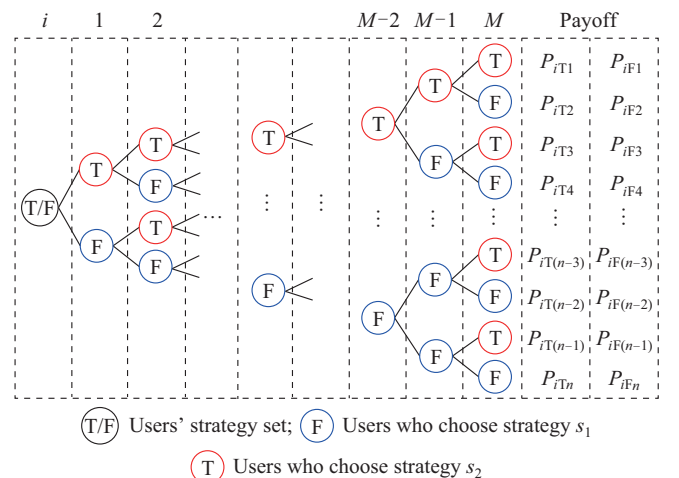 i 1 2 M−2 M−1 M Payoff
T P_{iT1} P_{iF1}
T
F P_{iT2} P_{iF2}
T T
T T P_{iT3} P_{iF3}
T F
F F P_{iT4} P_{iF4}
T/F ... ⋮ ⋮ ⋮ ⋮ ⋮ ⋮ ⋮
T
F
F T P_{iT(n−3)} P_{iF(n−3)}
F
F F P_{iT(n−2)} P_{iF(n−2)}
F
T P_{iT(n−1)} P_{iF(n−1)}
F
F P_{iTn} P_{iFn}
T/F Users' strategy set; F Users who choose strategy s₁
T Users who choose strategy s₂